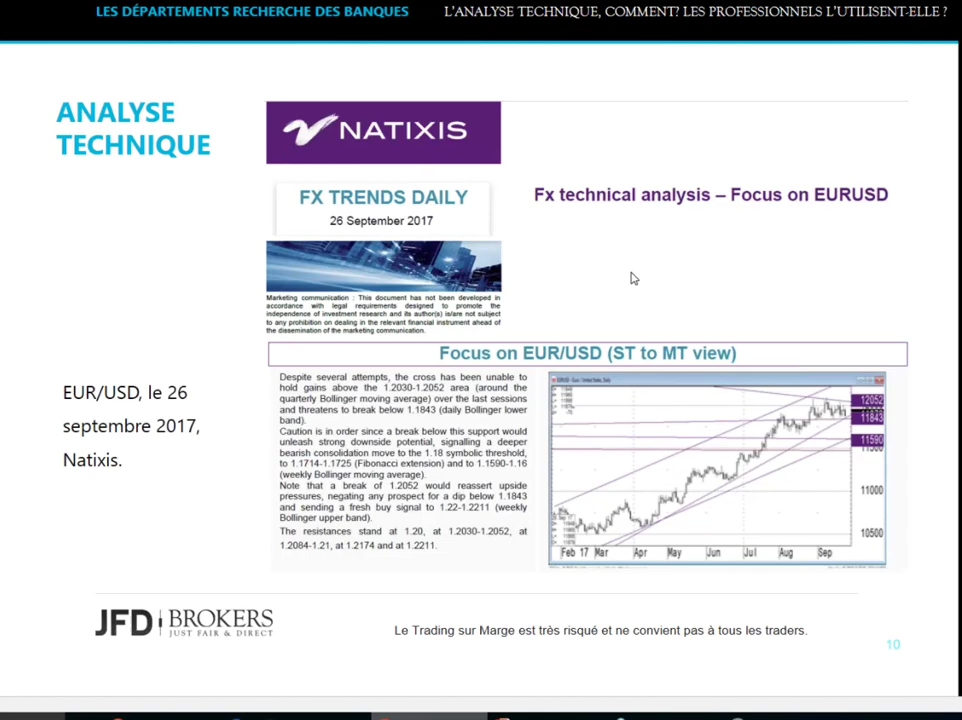 LES DÉPARTEMENTS RECHERCHE DES BANQUES
L'ANALYSE TECHNIQUE, COMMENT? LES PROFESSIONNELS L'UTILISENT-ELLE ?
ANALYSE
TECHNIQUE
NATIXIS
FX TRENDS DAILY
26 September 2017
Fx technical analysis – Focus on EURUSD
Marketing communication : This document has not been developed in
accordance with legal requirements designed to promote the
independence of investment research and its author(s) is/are not subject
to any prohibition on dealing in the relevant financial instrument ahead of
the dissemination of the marketing communication.
Focus on EUR/USD (ST to MT view)
EUR/USD, le 26
septembre 2017,
Natixis.
Despite several attempts, the cross has been unable to
hold gains above the 1.2030-1.2052 area (around the
quarterly Bollinger moving average) over the last sessions
and threatens to break below 1.1843 (daily Bollinger lower
band).
Caution is in order since a break below this support would
unleash strong downside potential, signalling a deeper
bearish consolidation move to the 1.18 symbolic threshold,
to 1.1714-1.1725 (Fibonacci extension) and to 1.1590-1.16
(weekly Bollinger moving average).
Note that a break of 1.2052 would reassert upside
pressures, negating any prospect for a dip below 1.1843
and sending a fresh buy signal to 1.22-1.2211 (weekly
Bollinger upper band).
The resistances stand at 1.20, at 1.2030-1.2052, at
1.2084-1.21, at 1.2174 and at 1.2211.
12052
11843
11590
11500
11000
10500
Feb 17 Mar Apr May Jun Jul Aug Sep
JFD BROKERS
JUST FAIR & DIRECT
Le Trading sur Marge est très risqué et ne convient pas à tous les traders.
10